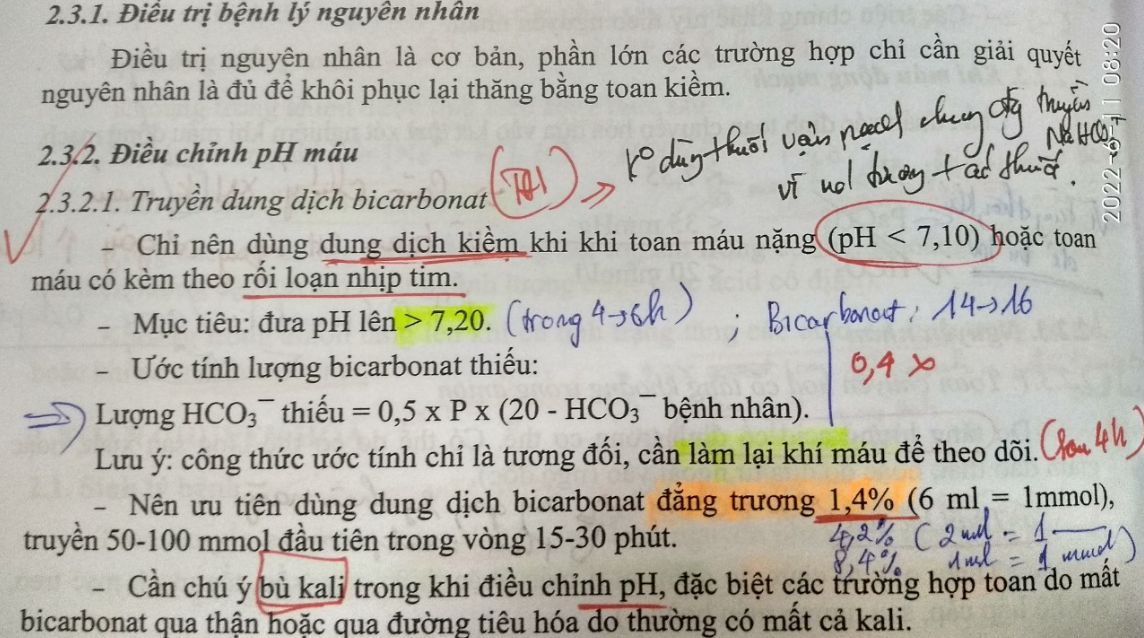 2.3.1. Điều trị bệnh lý nguyên nhân
Điều trị nguyên nhân là cơ bản, phần lớn các trường hợp chỉ cần giải quyết
nguyên nhân là đủ để khôi phục lại thăng bằng toan kiềm.
2.3.2. Điều chỉnh pH máu
k° dùng thuốc vận mạch chung đg truyền
NaHCO3
vì nó tương tác thuốc.
2.3.2.1. Truyền dung dịch bicarbonat
Chỉ nên dùng dung dịch kiềm khi khi toan máu nặng (pH < 7,10) hoặc toan
máu có kèm theo rối loạn nhịp tim.
- Mục tiêu: đưa pH lên > 7,20. (trong 4→6h) ; Bicarbonat: 14→16
- Ước tính lượng bicarbonat thiếu:
0,4 x
Lượng HCO₃⁻ thiếu = 0,5 x P x (20 - HCO₃⁻ bệnh nhân).
Lưu ý: công thức ước tính chỉ là tương đối, cần làm lại khí máu để theo dõi. (sau 4h)
- Nên ưu tiên dùng dung dịch bicarbonat đẳng trương 1,4% (6 ml = 1mmol),
truyền 50-100 mmol đầu tiên trong vòng 15-30 phút.
4,2% (2ml = 1
8,4% 1ml = 1 mmol)
- Cần chú ý bù kali trong khi điều chỉnh pH, đặc biệt các trường hợp toan do mất
bicarbonat qua thận hoặc qua đường tiêu hóa do thường có mất cả kali.
2022-6-11 08:20